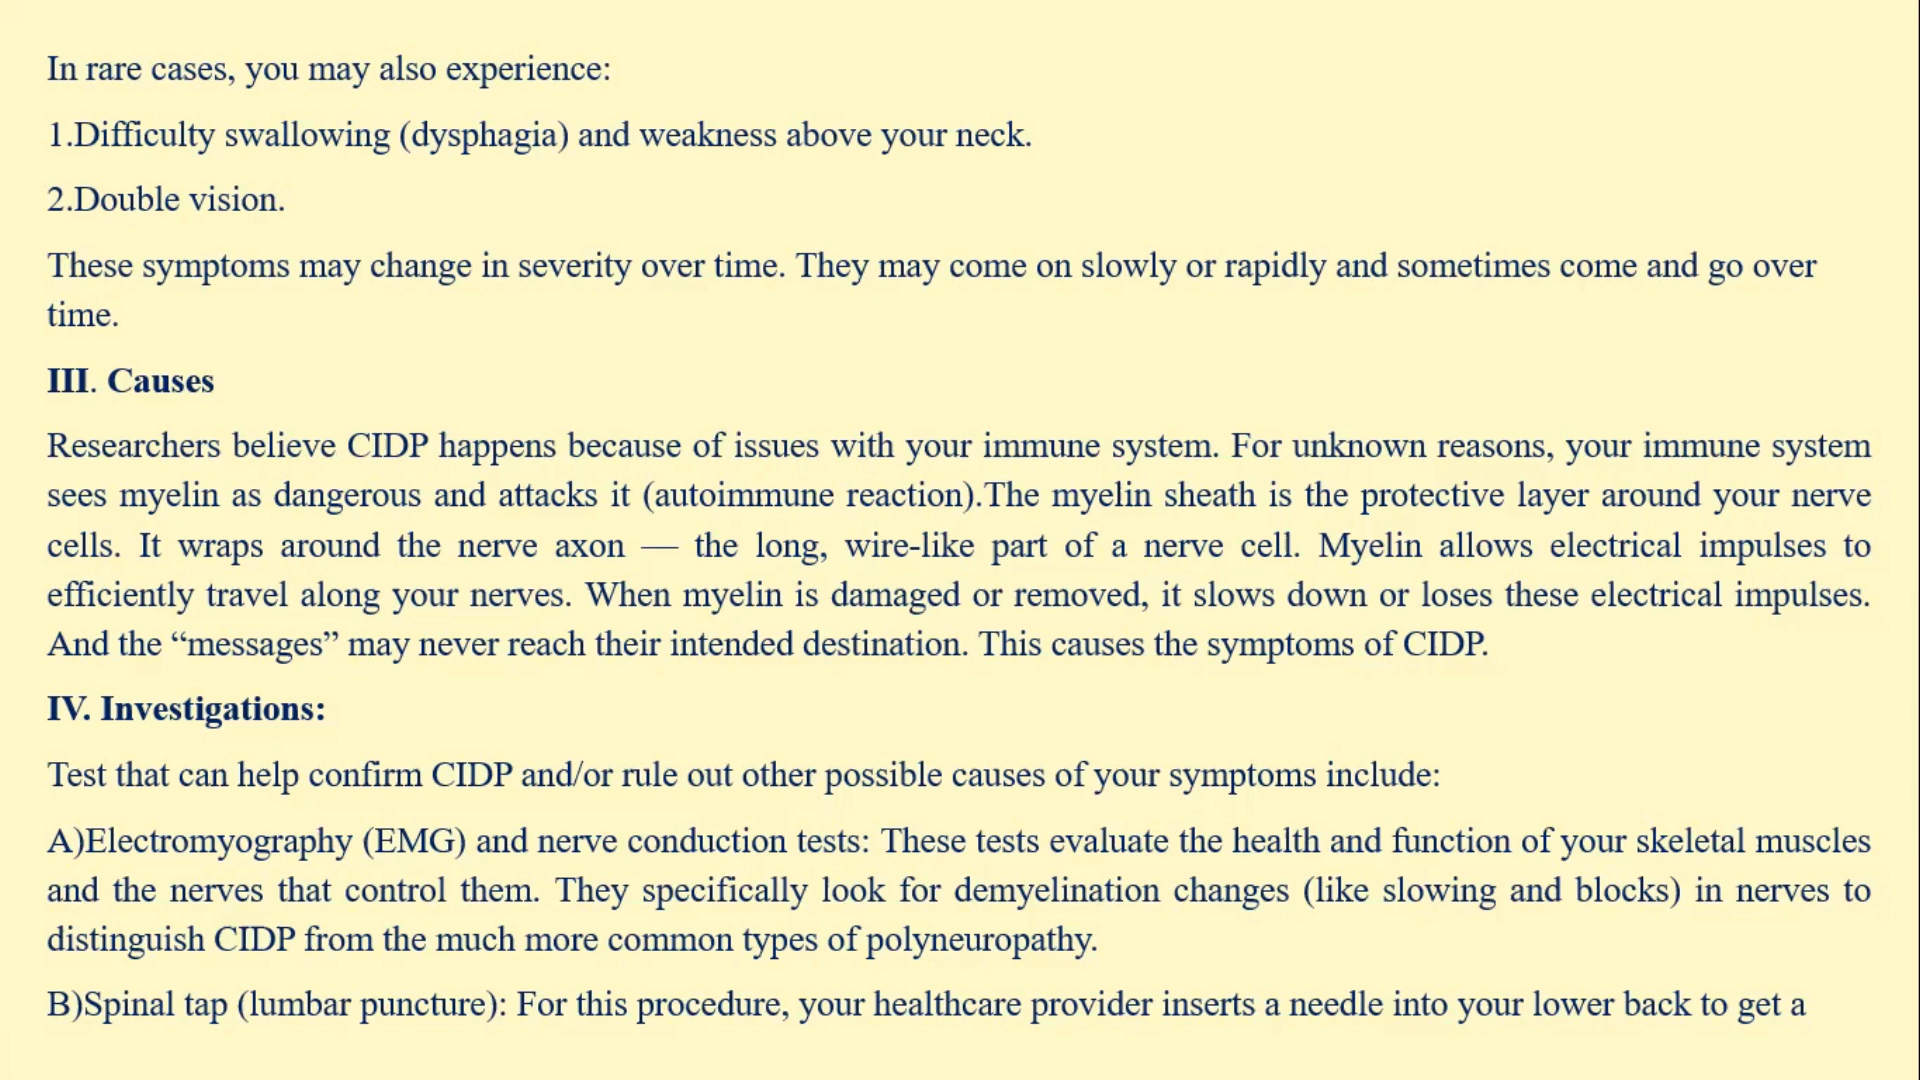 In rare cases, you may also experience:
1.Difficulty swallowing (dysphagia) and weakness above your neck.
2.Double vision.
These symptoms may change in severity over time. They may come on slowly or rapidly and sometimes come and go over
time.
III. Causes
Researchers believe CIDP happens because of issues with your immune system. For unknown reasons, your immune system
sees myelin as dangerous and attacks it (autoimmune reaction).The myelin sheath is the protective layer around your nerve
cells. It wraps around the nerve axon — the long, wire-like part of a nerve cell. Myelin allows electrical impulses to
efficiently travel along your nerves. When myelin is damaged or removed, it slows down or loses these electrical impulses.
And the “messages” may never reach their intended destination. This causes the symptoms of CIDP.
IV. Investigations:
Test that can help confirm CIDP and/or rule out other possible causes of your symptoms include:
A)Electromyography (EMG) and nerve conduction tests: These tests evaluate the health and function of your skeletal muscles
and the nerves that control them. They specifically look for demyelination changes (like slowing and blocks) in nerves to
distinguish CIDP from the much more common types of polyneuropathy.
B)Spinal tap (lumbar puncture): For this procedure, your healthcare provider inserts a needle into your lower back to get a